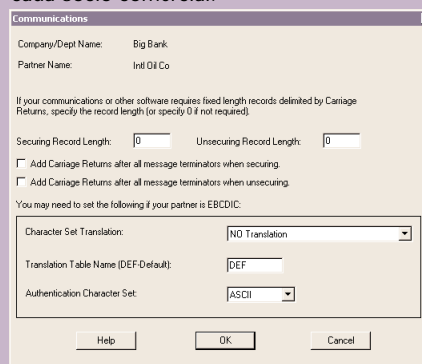 cada socio comercial.
Communications
Company/Dept Name: Big Bank
Partner Name: Intl Oil Co
If your communications or other software requires fixed length records delimited by Carriage
Returns, specify the record length (or specify 0 if not required).
Securing Record Length: 0 Unsecuring Record Length: 0
Add Carriage Returns after all message terminators when securing.
Add Carriage Returns after all message terminators when unsecuring.
You may need to set the following if your partner is EBCDIC:
Character Set Translation: NO Translation
Translation Table Name (DEF-Default): DEF
Authentication Character Set: ASCII
Help OK Cancel